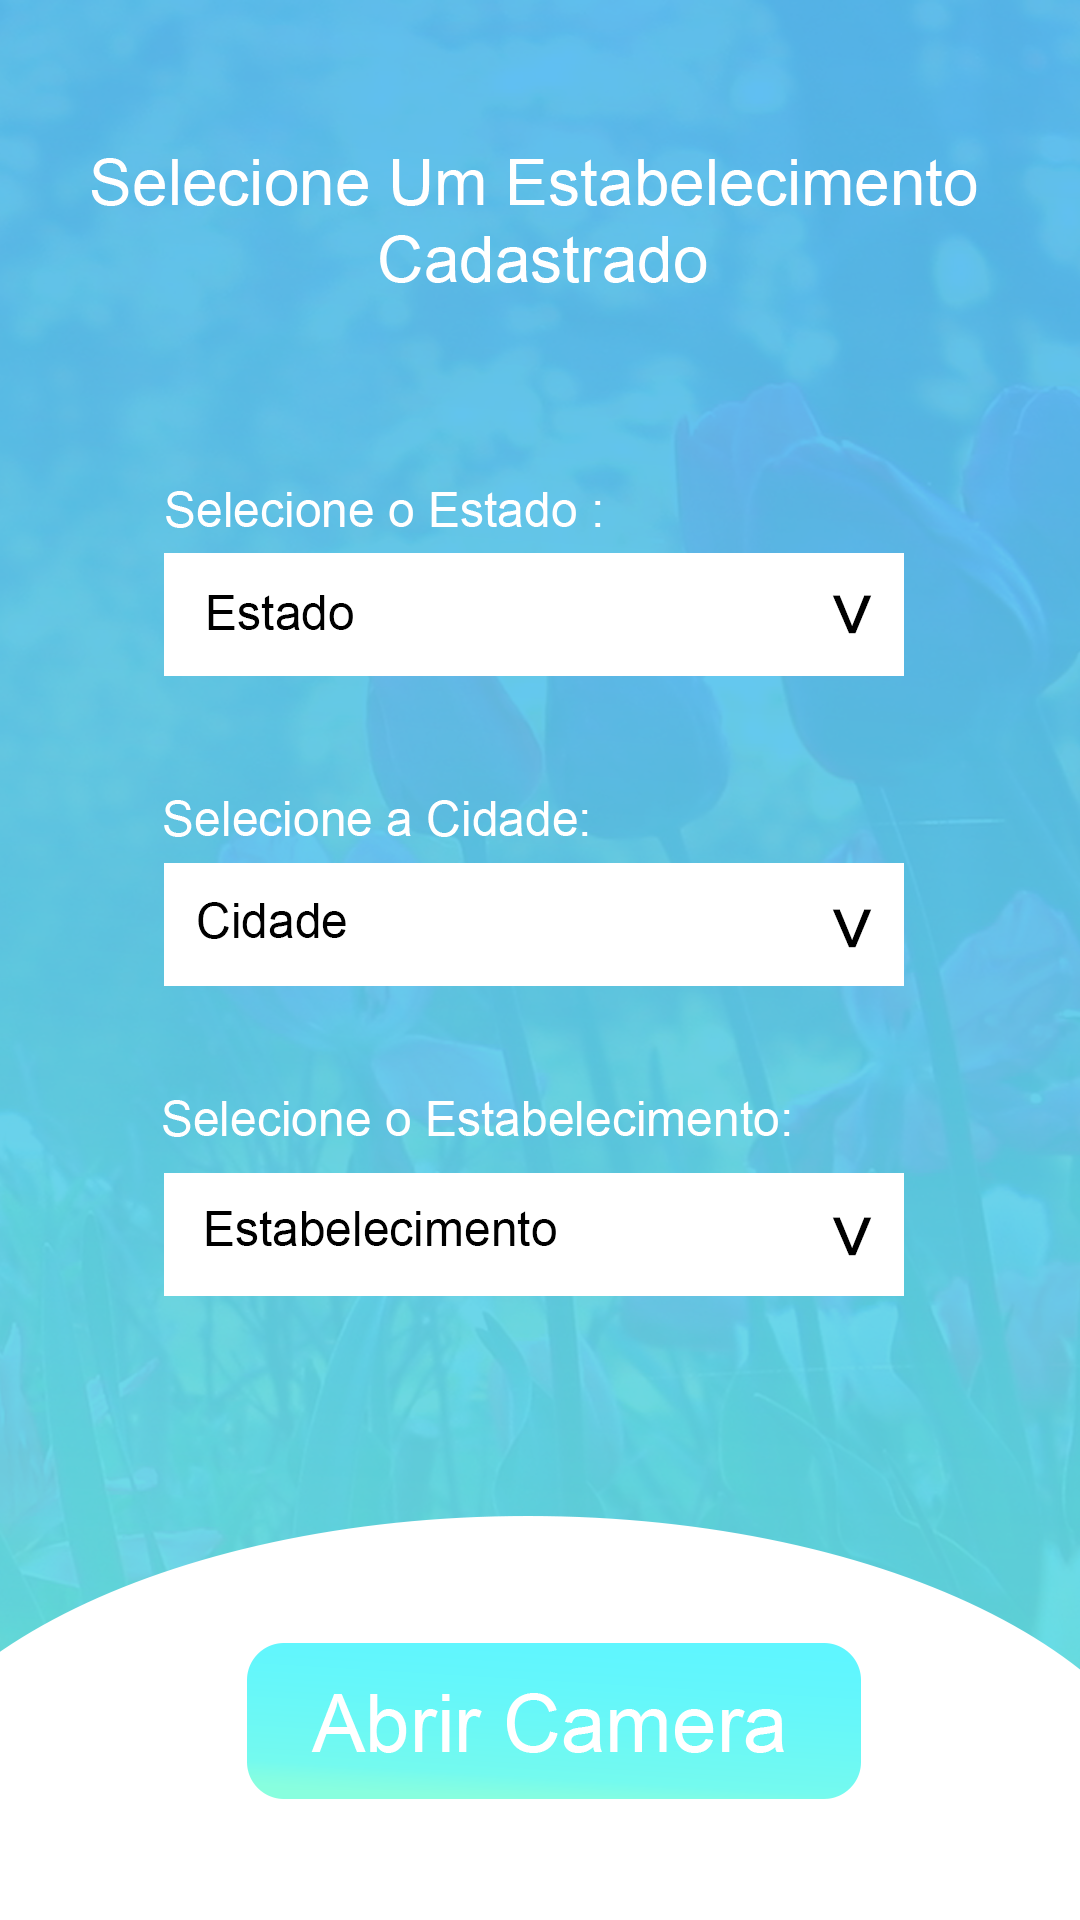 Selecione Um Estabelecimento
Cadastrado
Selecione o Estado :
Estado V
Selecione a Cidade:
Cidade V
Selecione o Estabelecimento:
Estabelecimento V
Abrir Camera